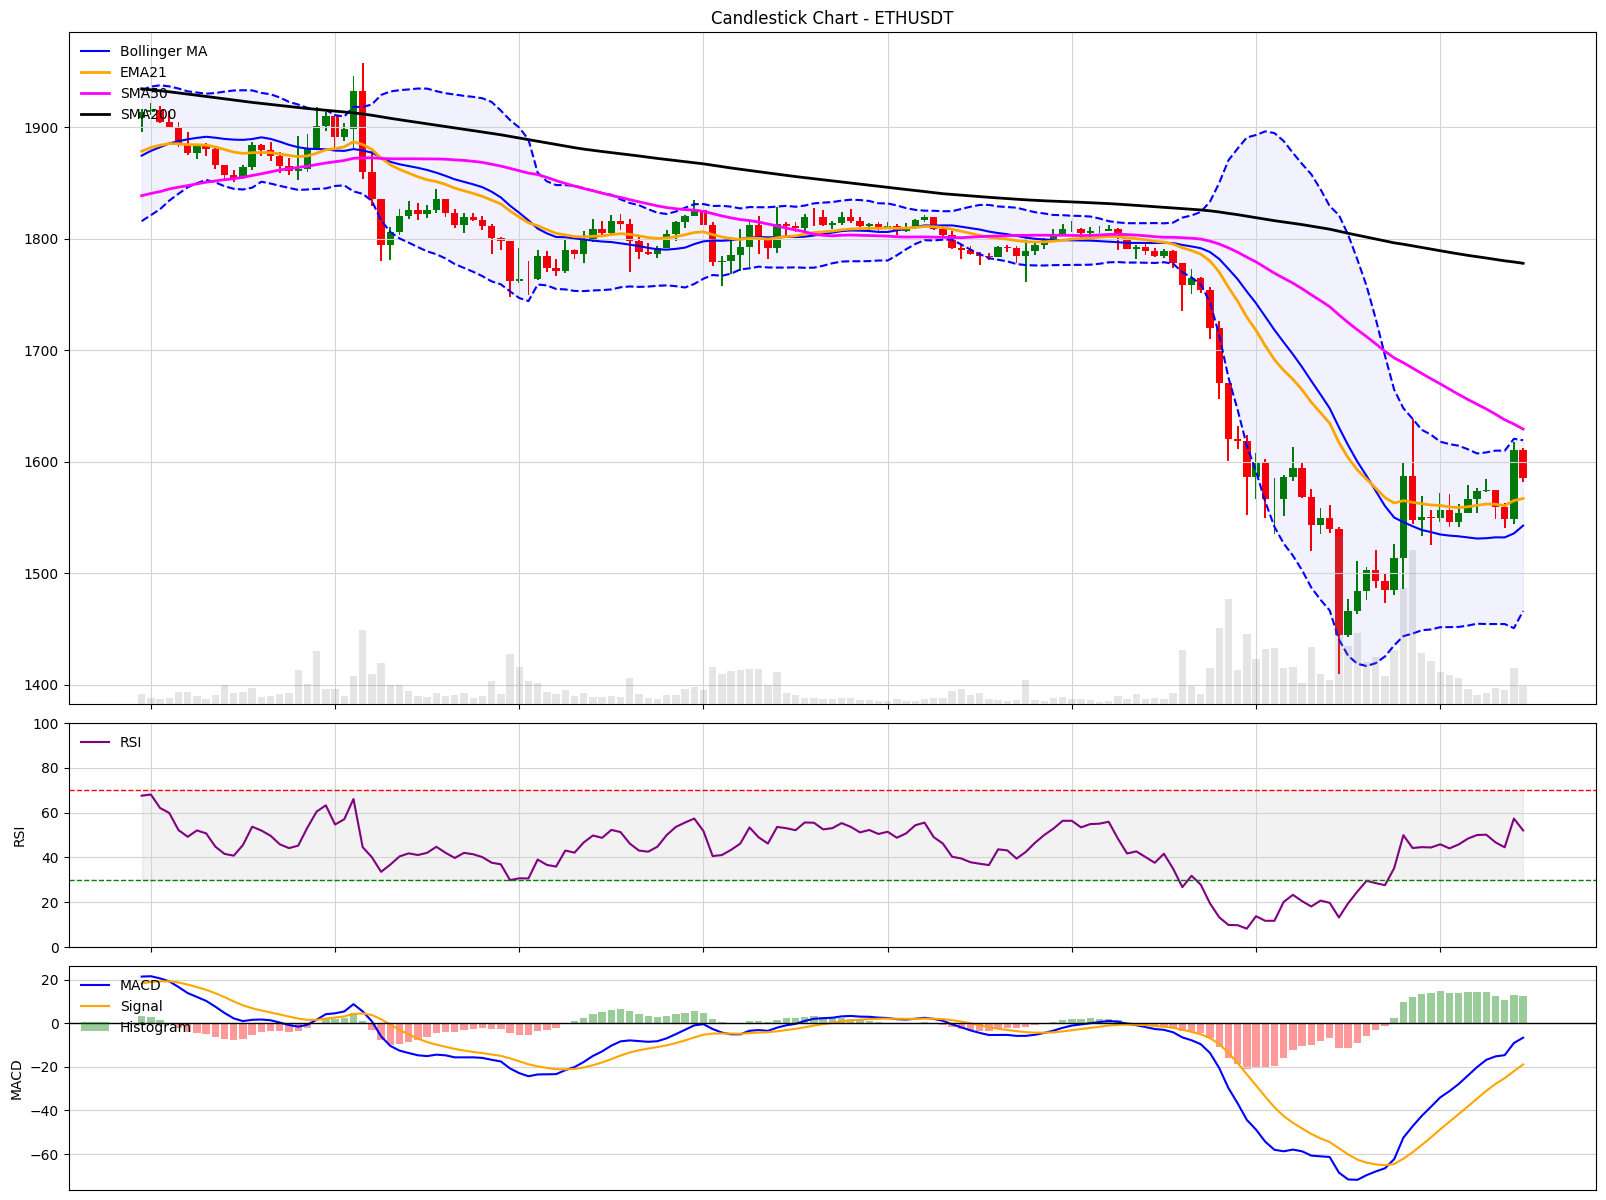 Candlestick Chart - ETHUSDT
Bollinger MA
EMA21
SMA50
SMA200
1900
1800
1700
1600
1500
1400
100
80
60
40
20
0
RSI
RSI
20
0
−20
−40
−60
MACD
MACD
Signal
Histogram